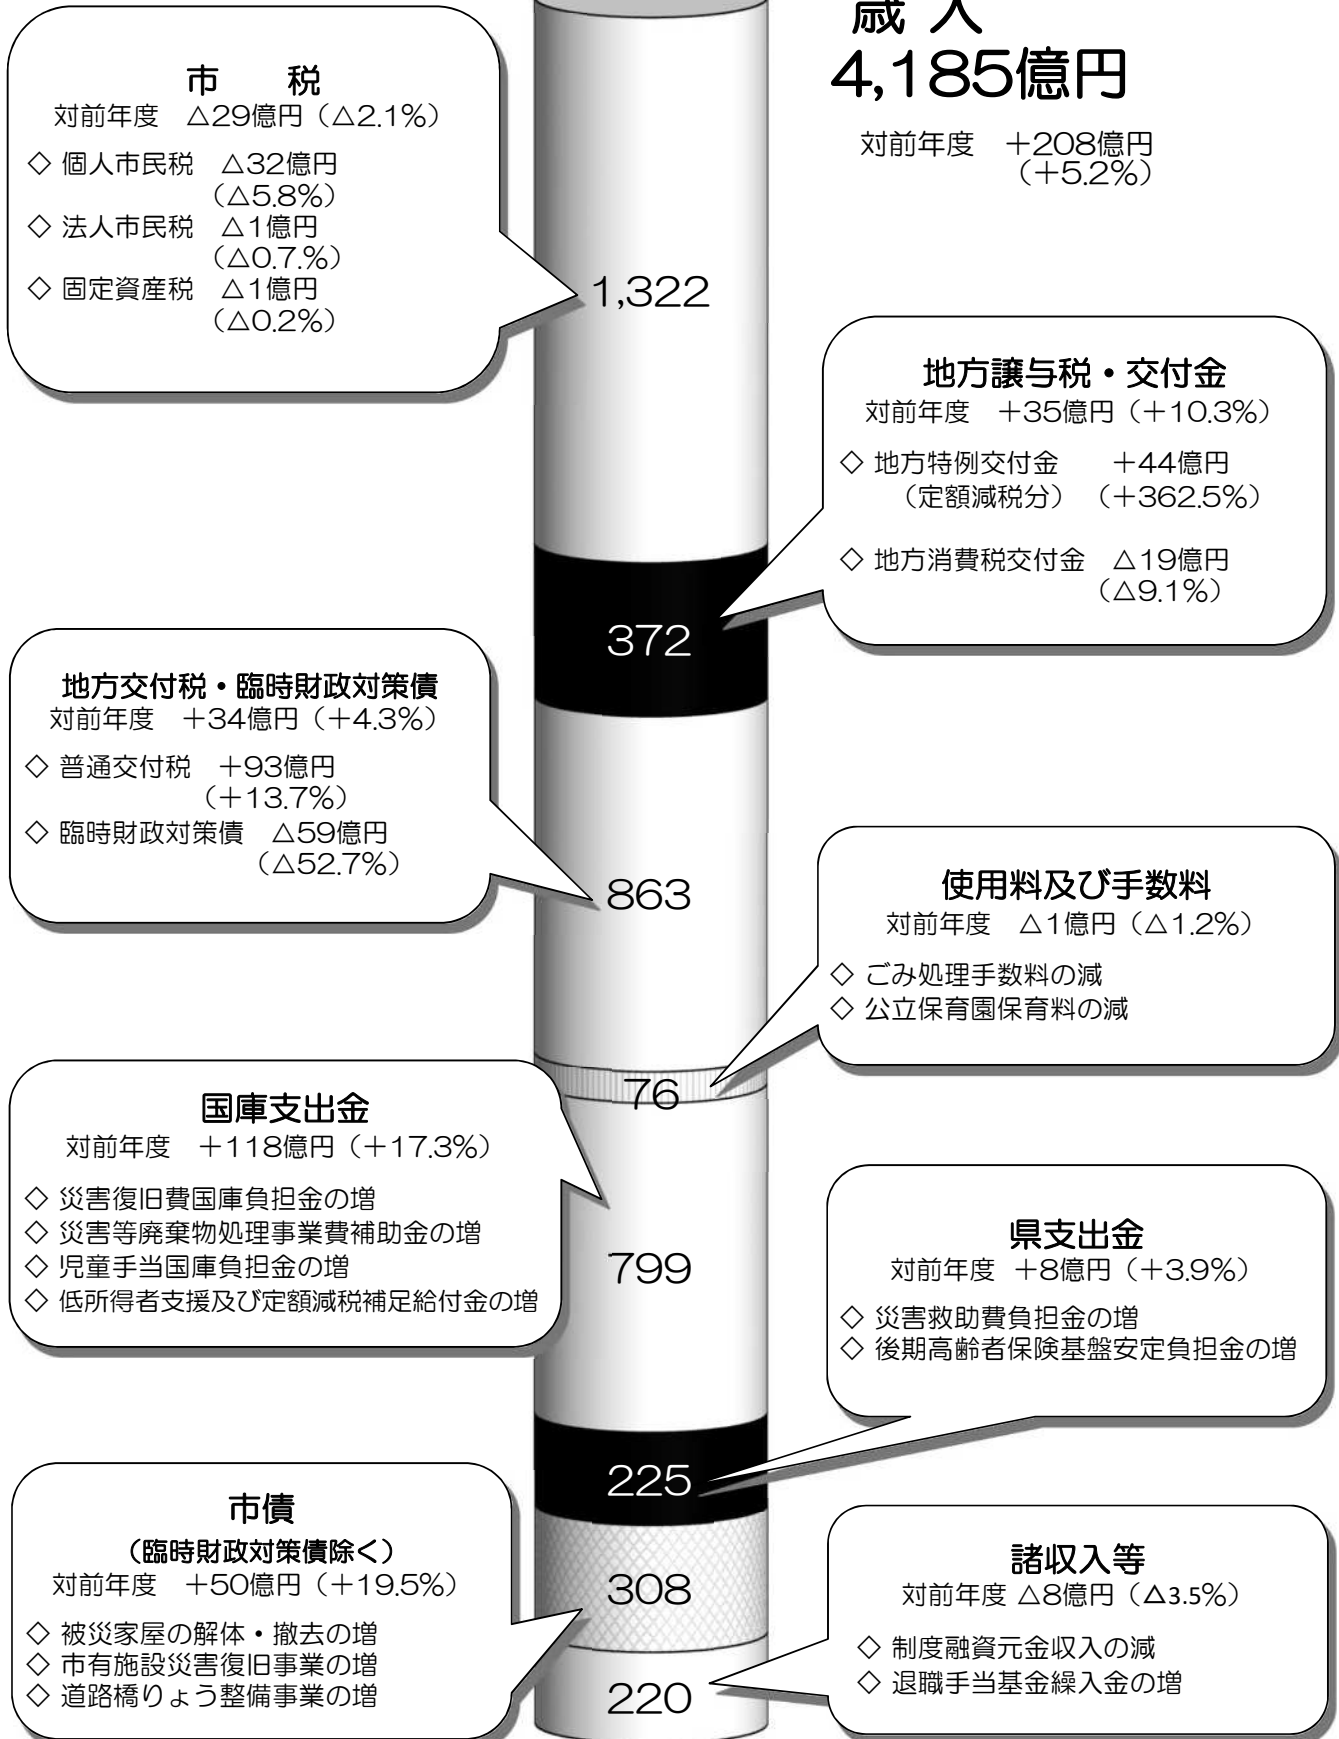 歳 入
4,185億円
対前年度 +208億円
(+5.2%)
市 税
対前年度 △29億円（△2.1%）
◇ 個人市民税 △32億円
（△5.8%）
◇ 法人市民税 △1億円
（△0.7.%）
◇ 固定資産税 △1億円
（△0.2%）
1,322
地方譲与税・交付金
対前年度 +35億円（+10.3%）
◇ 地方特例交付金 +44億円
（定額減税分）（+362.5%）
◇ 地方消費税交付金 △19億円
（△9.1%）
372
地方交付税・臨時財政対策債
対前年度 +34億円（+4.3%）
◇ 普通交付税 +93億円
（+13.7%）
◇ 臨時財政対策債 △59億円
（△52.7%）
863
使用料及び手数料
対前年度 △1億円（△1.2%）
◇ ごみ処理手数料の減
◇ 公立保育園保育料の減
76
国庫支出金
対前年度 +118億円（+17.3%）
◇ 災害復旧費国庫負担金の増
◇ 災害等廃棄物処理事業費補助金の増
◇ 児童手当国庫負担金の増
◇ 低所得者支援及び定額減税補足給付金の増
799
県支出金
対前年度 +8億円（+3.9%）
◇ 災害救助費負担金の増
◇ 後期高齢者保険基盤安定負担金の増
225
市債
（臨時財政対策債除く）
対前年度 +50億円（+19.5%）
◇ 被災家屋の解体・撤去の増
◇ 市有施設災害復旧事業の増
◇ 道路橋りょう整備事業の増
308
諸収入等
対前年度 △8億円（△3.5%）
◇ 制度融資元金収入の減
◇ 退職手当基金繰入金の増
220